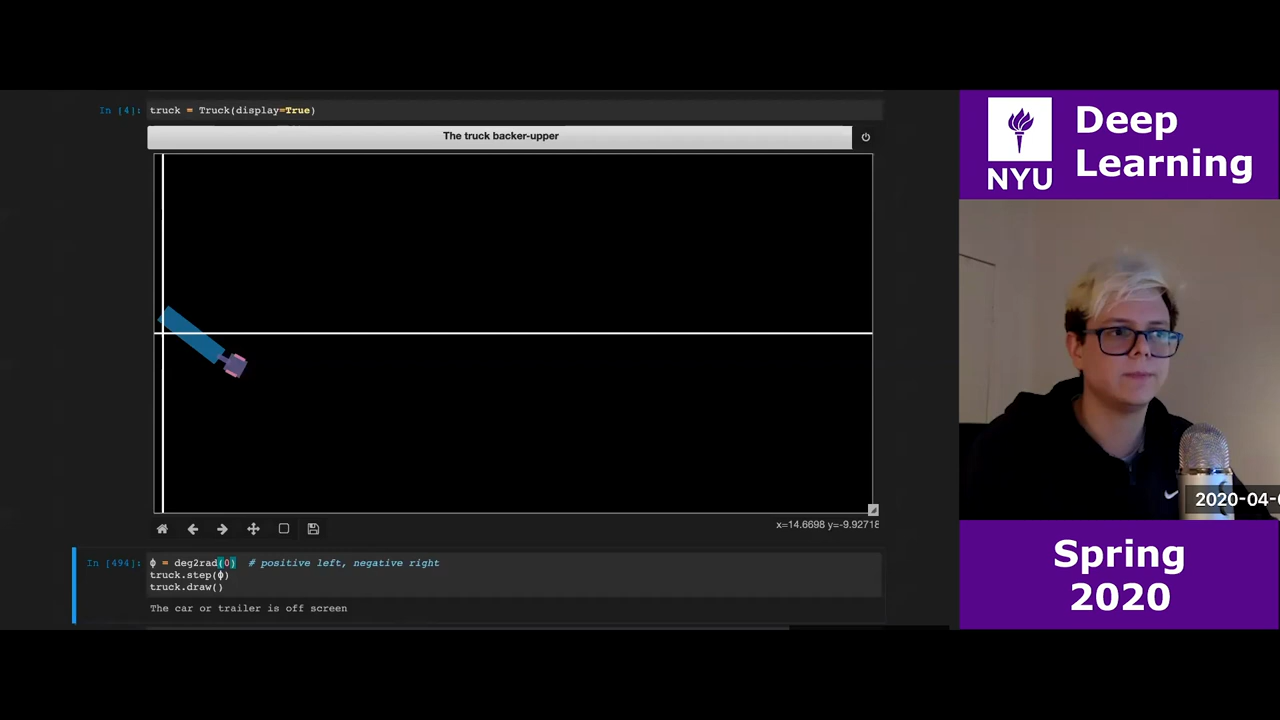 In [4]: truck = Truck(display=True)
The truck backer-upper
x=14.6698 y=-9.92718
In [494]: ϕ = deg2rad(0) # positive left, negative right
truck.step(ϕ)
truck.draw()
The car or trailer is off screen
NYU
Deep
Learning
2020-04-
Spring
2020